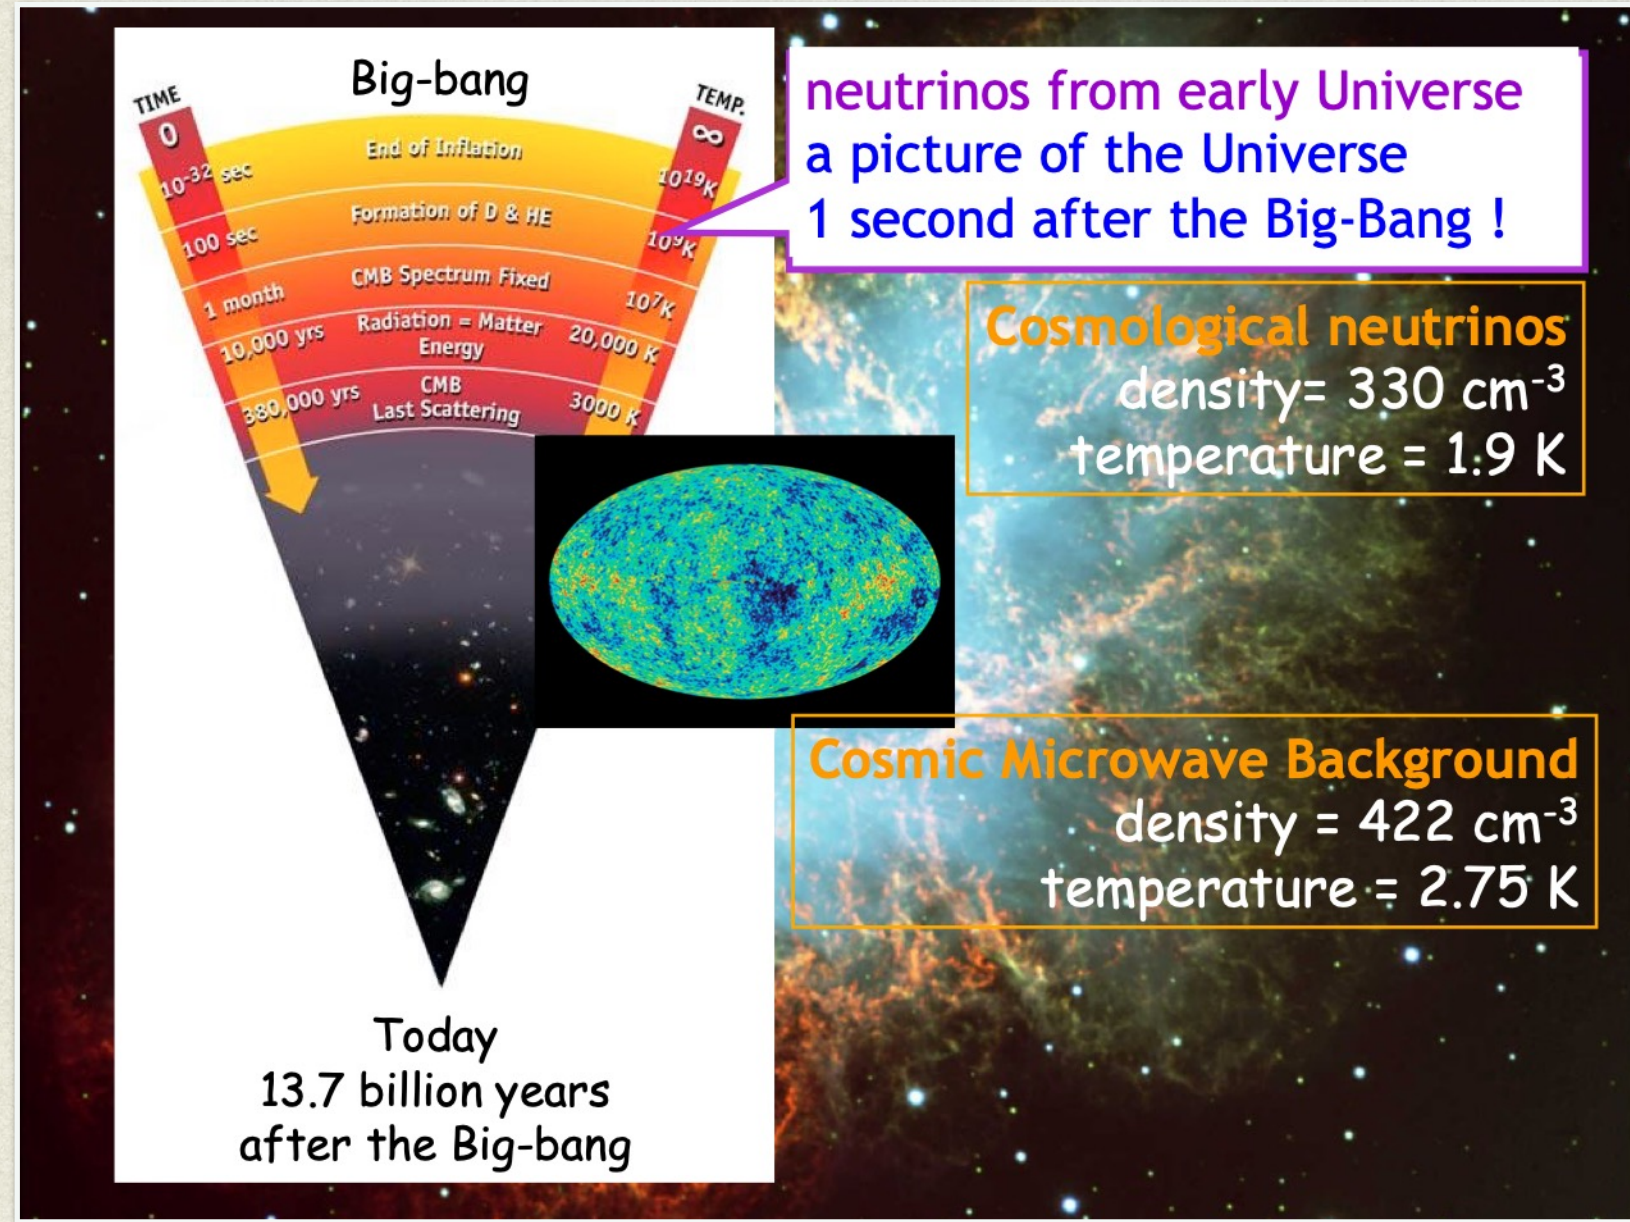 Big-bang
TIME
TEMP.
0
∞
End of Inflation
10⁻³² sec
10¹⁹K
Formation of D & HE
100 sec
10⁹K
CMB Spectrum Fixed
1 month
10⁷K
Radiation = Matter
Energy
10,000 yrs
20,000 K
CMB
Last Scattering
380,000 yrs
3000 K
Today
13.7 billion years
after the Big-bang
neutrinos from early Universe
a picture of the Universe
1 second after the Big-Bang !
Cosmological neutrinos
density= 330 cm⁻³
temperature = 1.9 K
Cosmic Microwave Background
density = 422 cm⁻³
temperature = 2.75 K